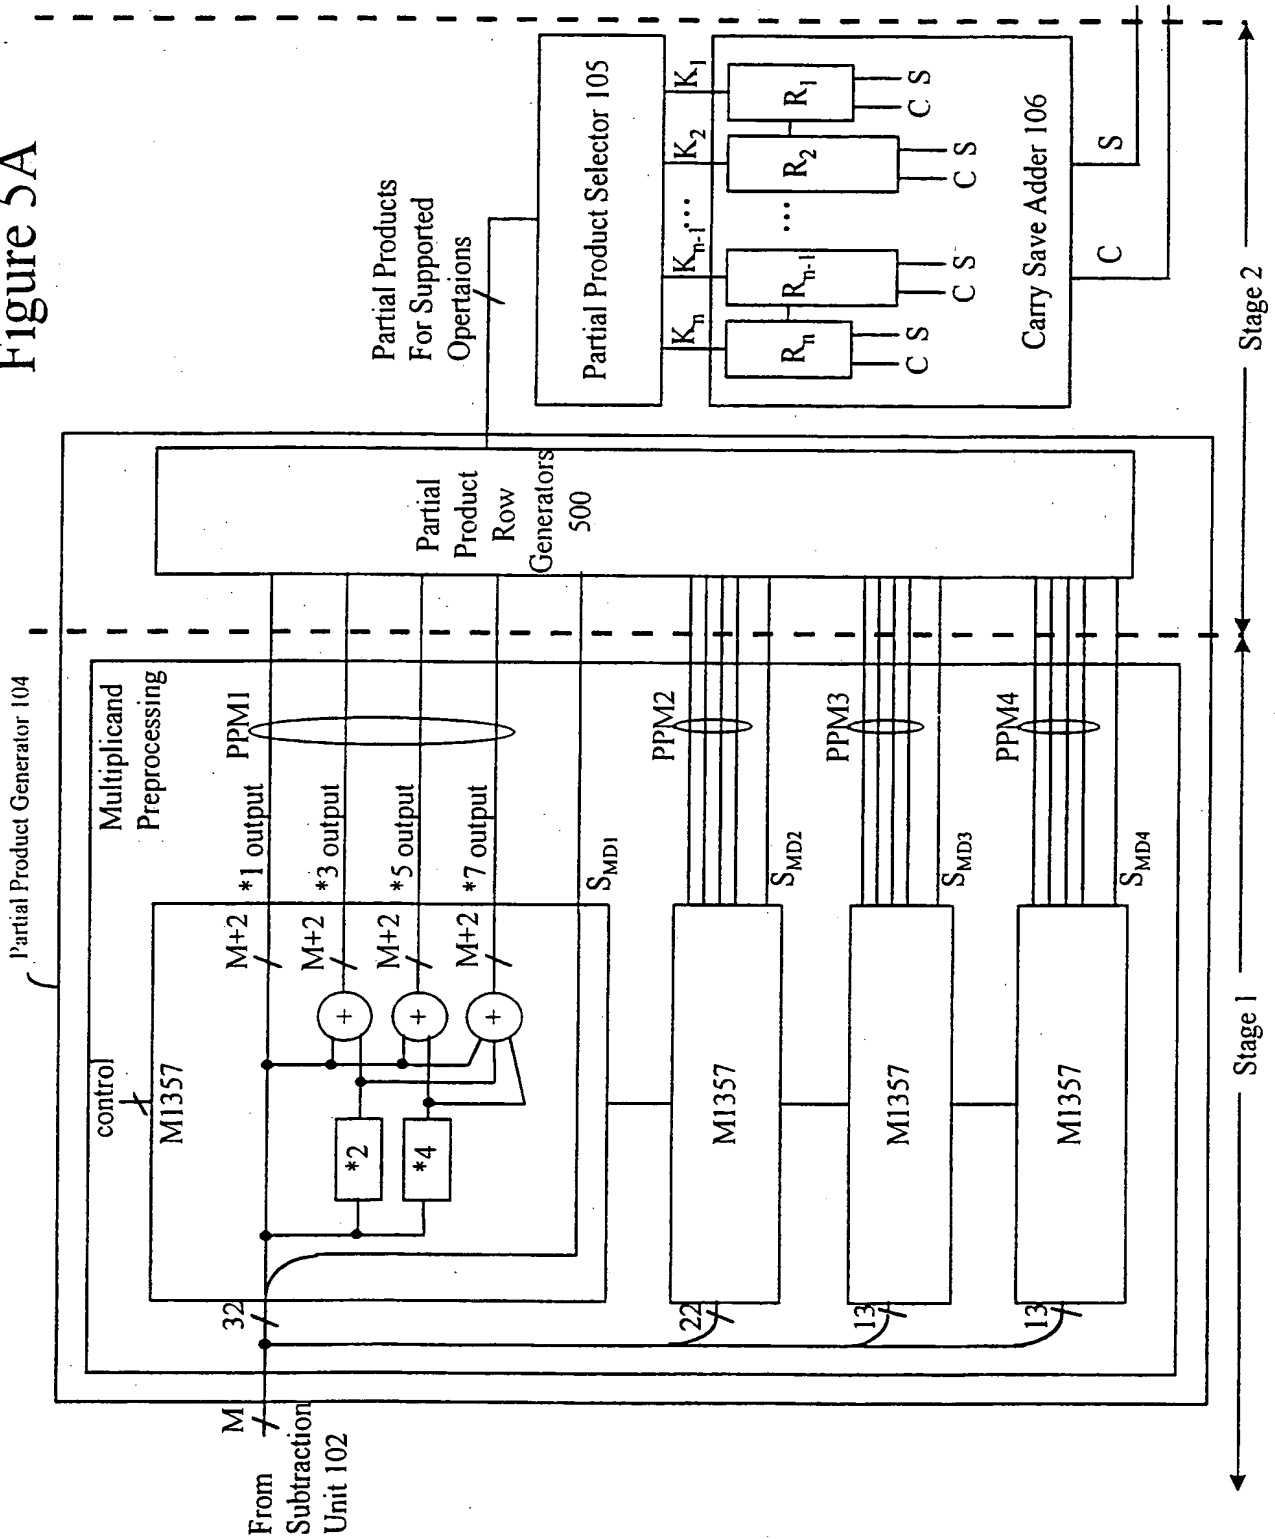 Figure 5A
Partial Product Generator 104
Multiplicand
Preprocessing
control
M1357
From
Subtraction
Unit 102
M
32
*2
*4
+
+
+
M+2
M+2
M+2
M+2
*1 output
*3 output
*5 output
*7 output
PPM1
S_MD1
22
M1357
S_MD2
PPM2
13
M1357
S_MD3
PPM3
13
M1357
S_MD4
PPM4
Partial
Product
Row
Generators
500
Partial Products
For Supported
Opertaions
Partial Product Selector 105
K_n
K_n-1
...
K_2
K_1
R_n
R_n-1
...
R_2
R_1
C S
C S
C S
C S
Carry Save Adder 106
C
S
Stage 1
Stage 2